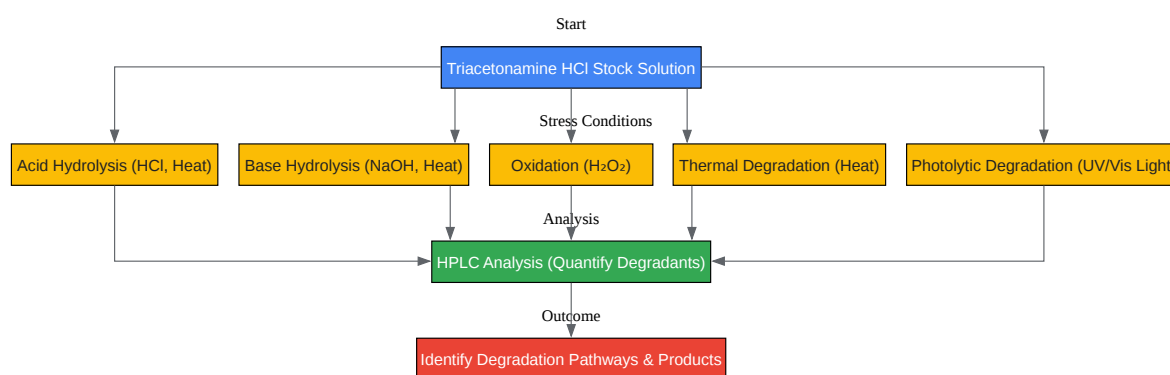 Start
Triacetonamine HCl Stock Solution
Stress Conditions
Acid Hydrolysis (HCl, Heat)
Base Hydrolysis (NaOH, Heat)
Oxidation (H₂O₂)
Thermal Degradation (Heat)
Photolytic Degradation (UV/Vis Light
Analysis
HPLC Analysis (Quantify Degradants)
Outcome
Identify Degradation Pathways & Products